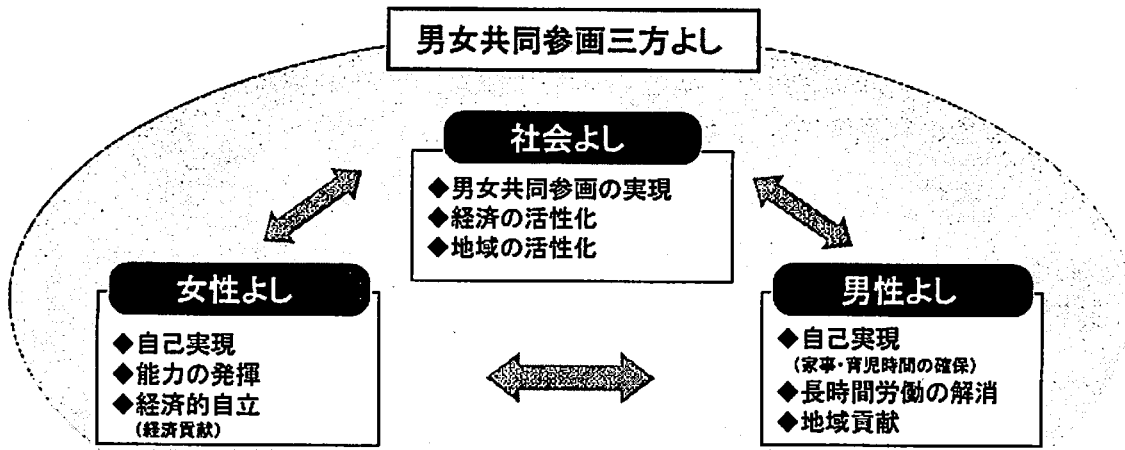 男女共同参画三方よし
社会よし
◆男女共同参画の実現
◆経済の活性化
◆地域の活性化
女性よし
◆自己実現
◆能力の発揮
◆経済的自立
(経済貢献)
男性よし
◆自己実現
(家事・育児時間の確保)
◆長時間労働の解消
◆地域貢献